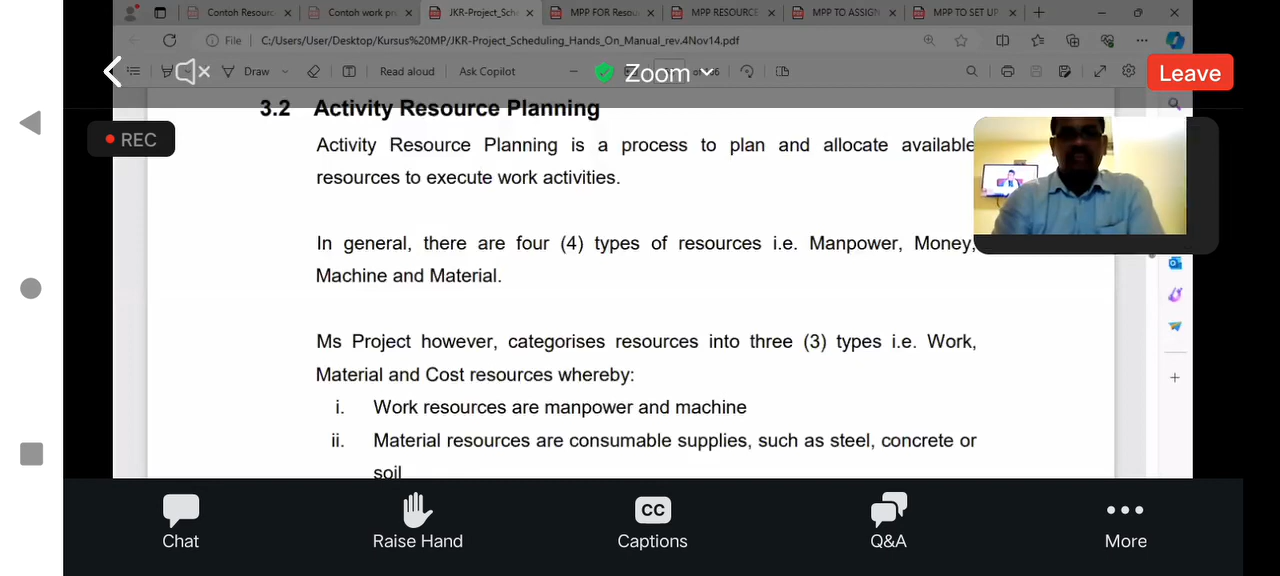 Contoh Resourc
Contoh work pr
JKR-Project_Sch
MPP FOR Resou
MPP RESOURCE
MPP TO ASSIGN
MPP TO SET UP
File
C:/Users/User/Desktop/Kursus%20MP/JKR-Project_Scheduling_Hands_On_Manual_rev.4Nov14.pdf
Draw
Read aloud
Ask Copilot
Zoom
Leave
REC
3.2 Activity Resource Planning
Activity Resource Planning is a process to plan and allocate available
resources to execute work activities.
In general, there are four (4) types of resources i.e. Manpower, Money,
Machine and Material.
Ms Project however, categorises resources into three (3) types i.e. Work,
Material and Cost resources whereby:
i. Work resources are manpower and machine
ii. Material resources are consumable supplies, such as steel, concrete or
soil
Chat
Raise Hand
CC
Captions
Q&A
More